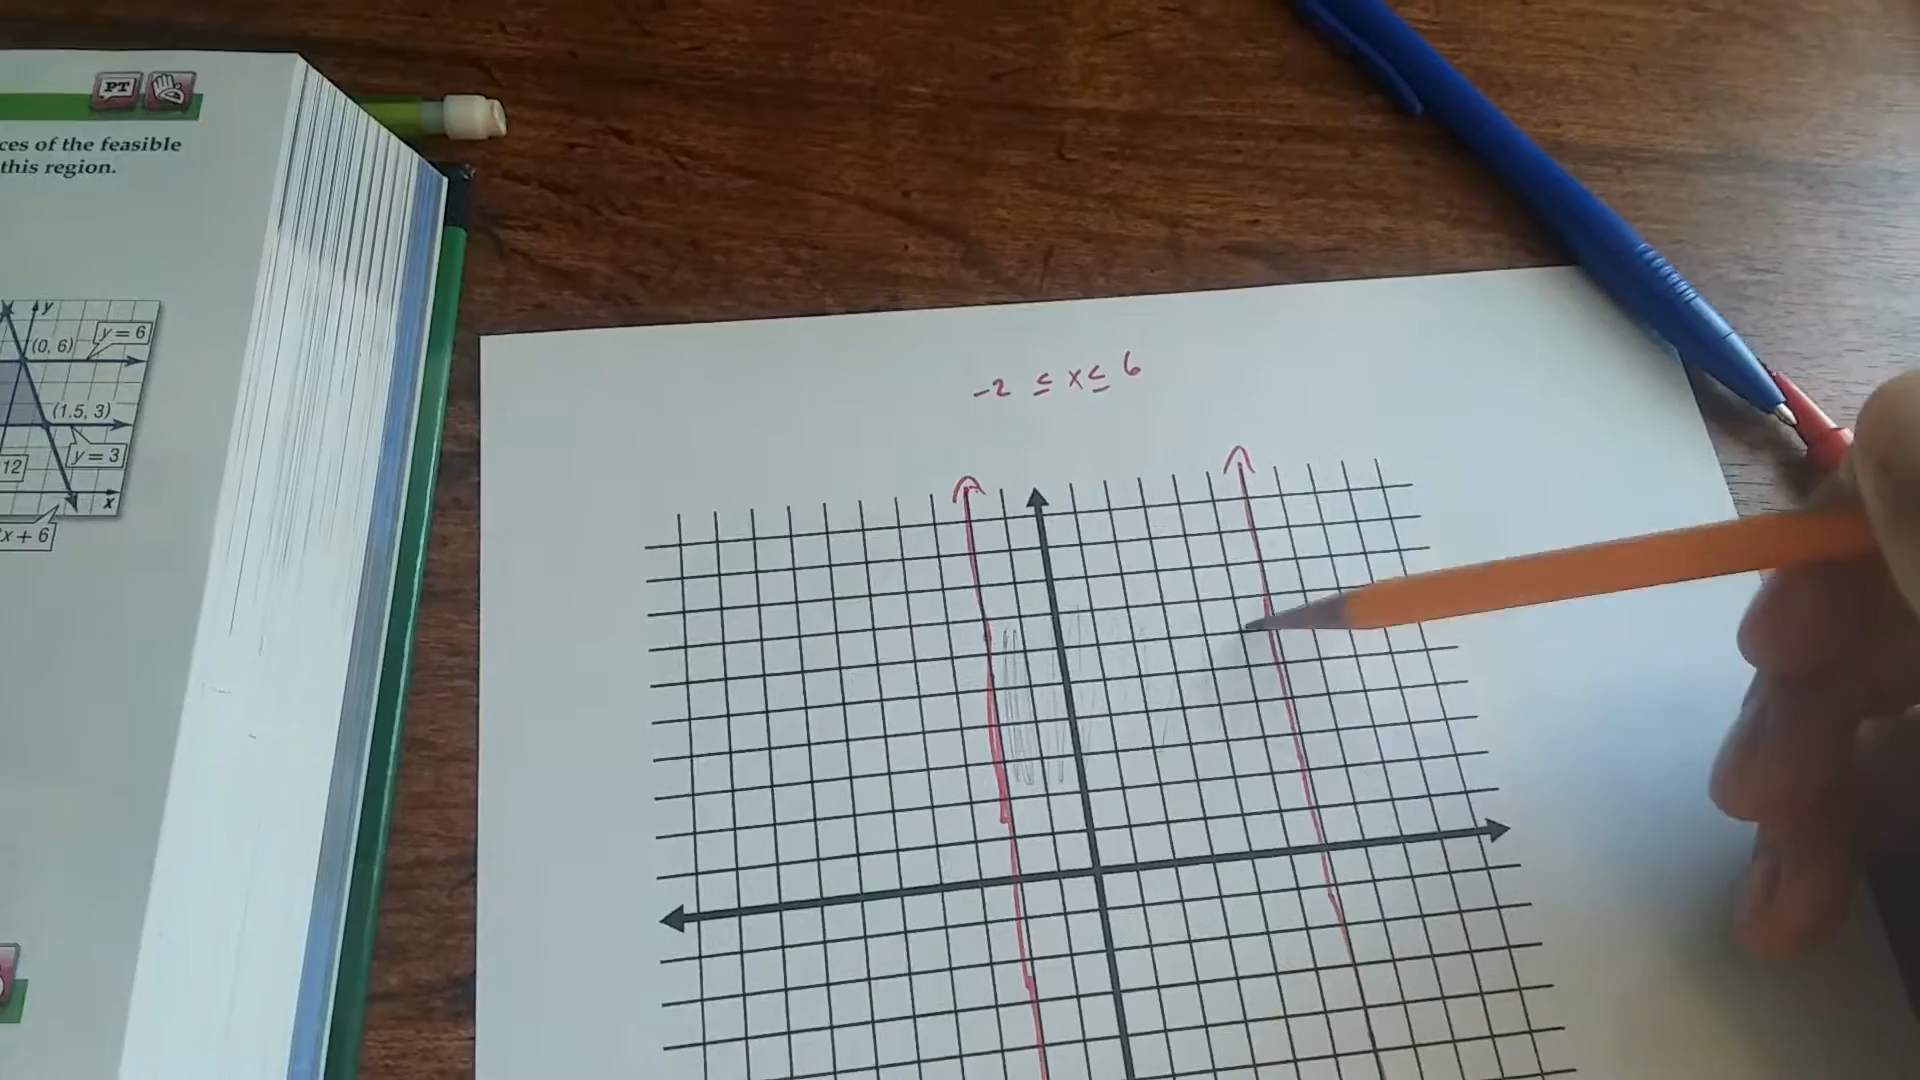 PT
ces of the feasible
this region.
y
y = 6
(0, 6)
(1.5, 3)
y = 3
12
x
x + 6
-2 ≤ x ≤ 6